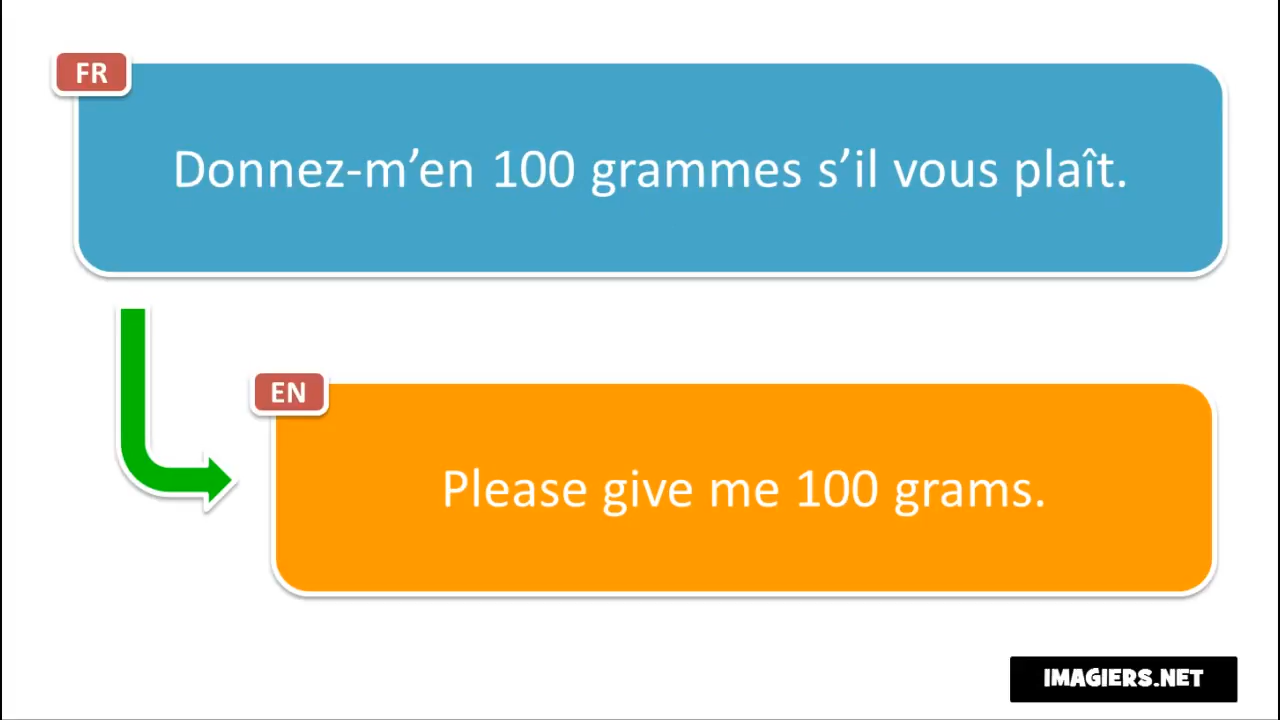 FR
Donnez-m’en 100 grammes s’il vous plaît.
EN
Please give me 100 grams.
IMAGIERS.NET